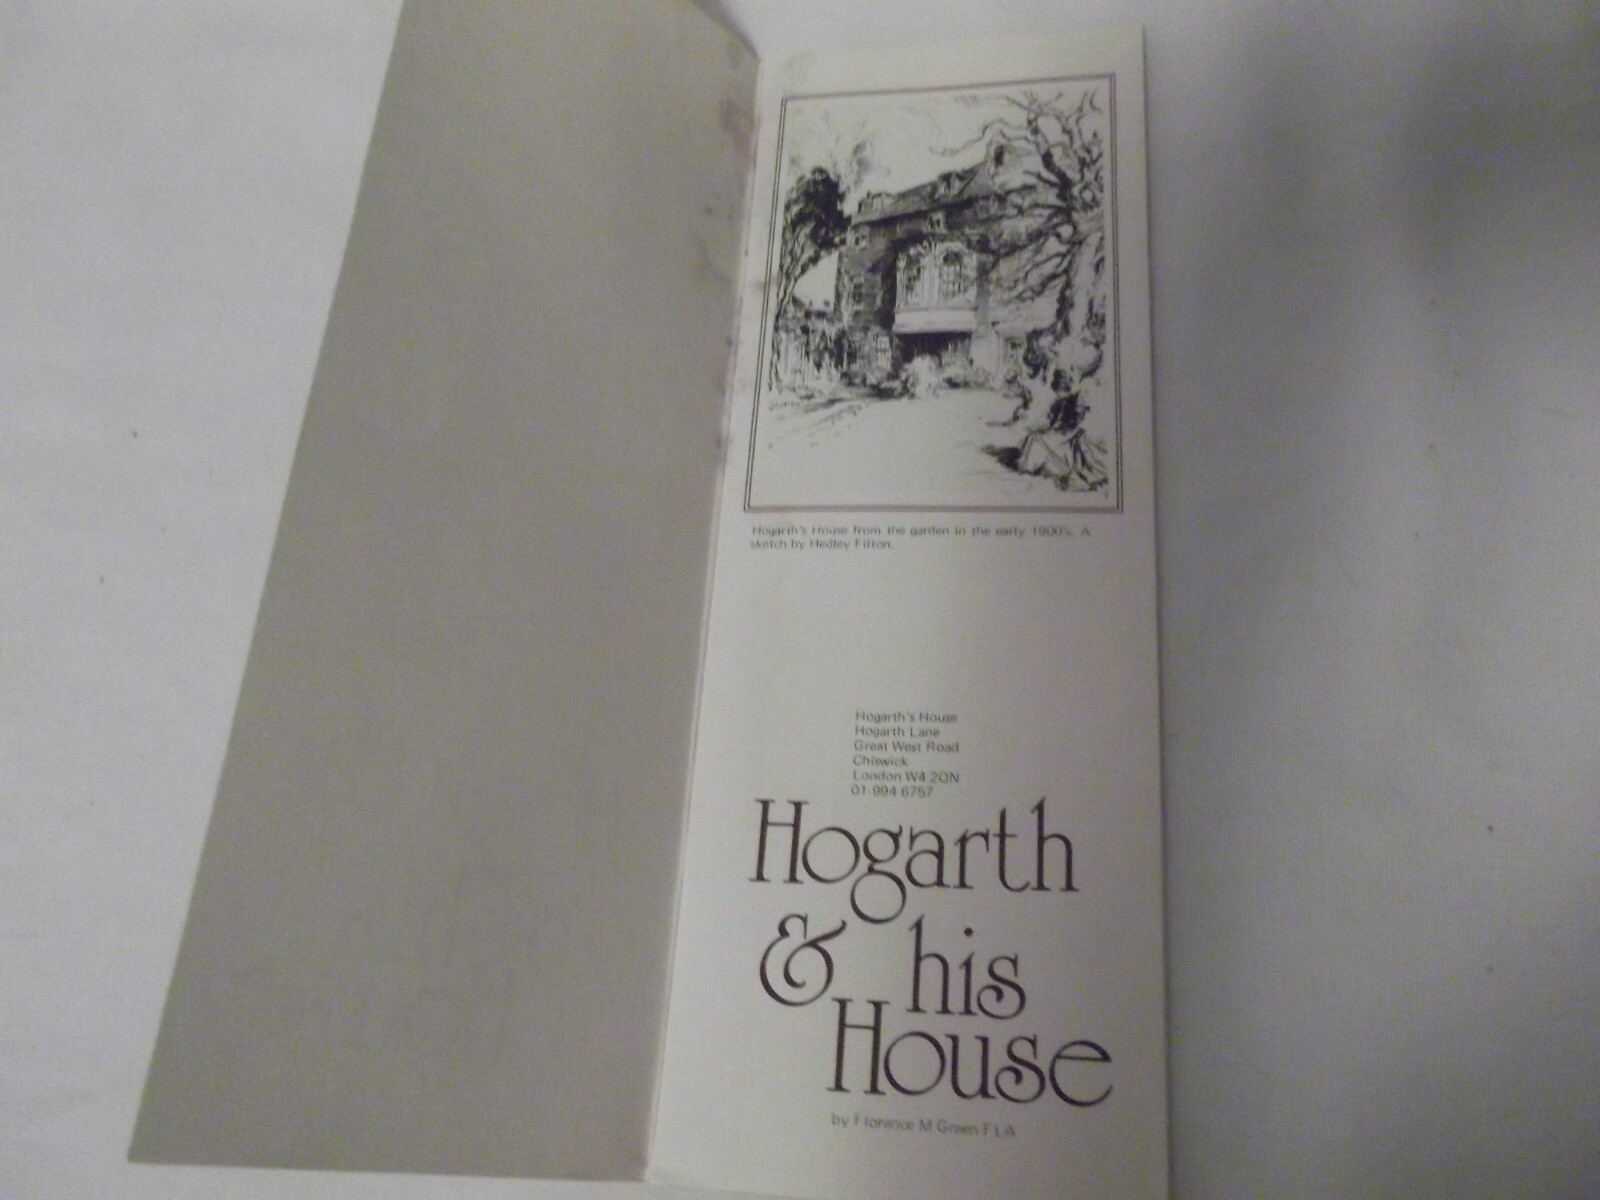 Hogarth's House from the garden in the early 1900's. A
sketch by Hedley Fitton.
Hogarth's House
Hogarth Lane
Great West Road
Chiswick
London W4 2QN
01-994 6757
Hogarth
& his
House
by Florence M Green FLA